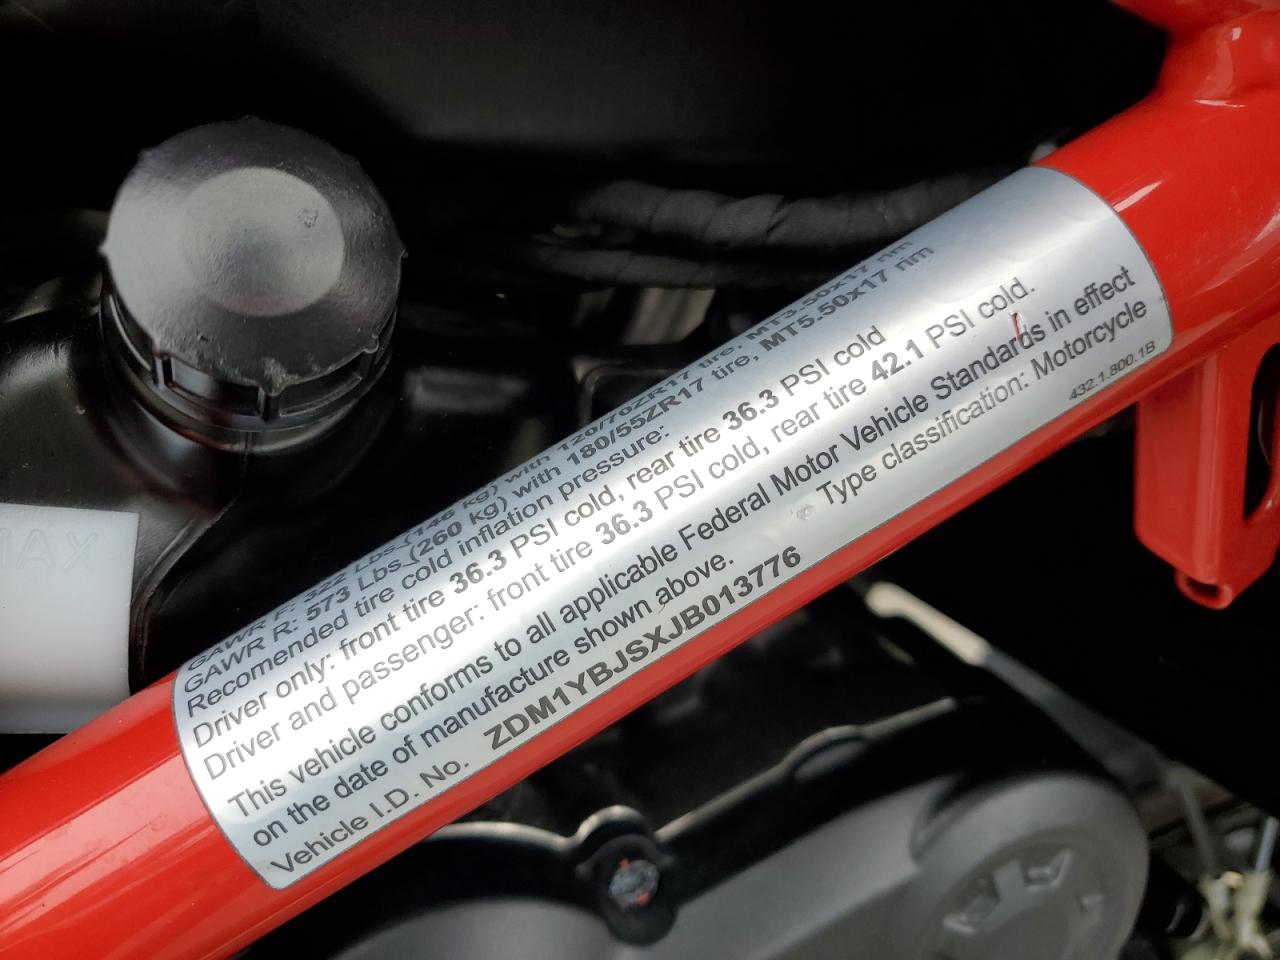 MAX
GAWR F: 322 Lbs.(146 kg) with 120/70ZR17 tire, MT3.50x17 nm
GAWR R: 573 Lbs.(260 kg) with 180/55ZR17 tire, MT5.50x17 nm
Recomended tire cold inflation pressure:
Driver only: front tire 36.3 PSI cold, rear tire 36.3 PSI cold
Driver and passenger: front tire 36.3 PSI cold, rear tire 42.1 PSI cold.
This vehicle conforms to all applicable Federal Motor Vehicle Standards in effect
on the date of manufacture shown above. Type classification: Motorcycle
Vehicle I.D. No. ZDM1YBJSXJB013776
432.1.800.1B